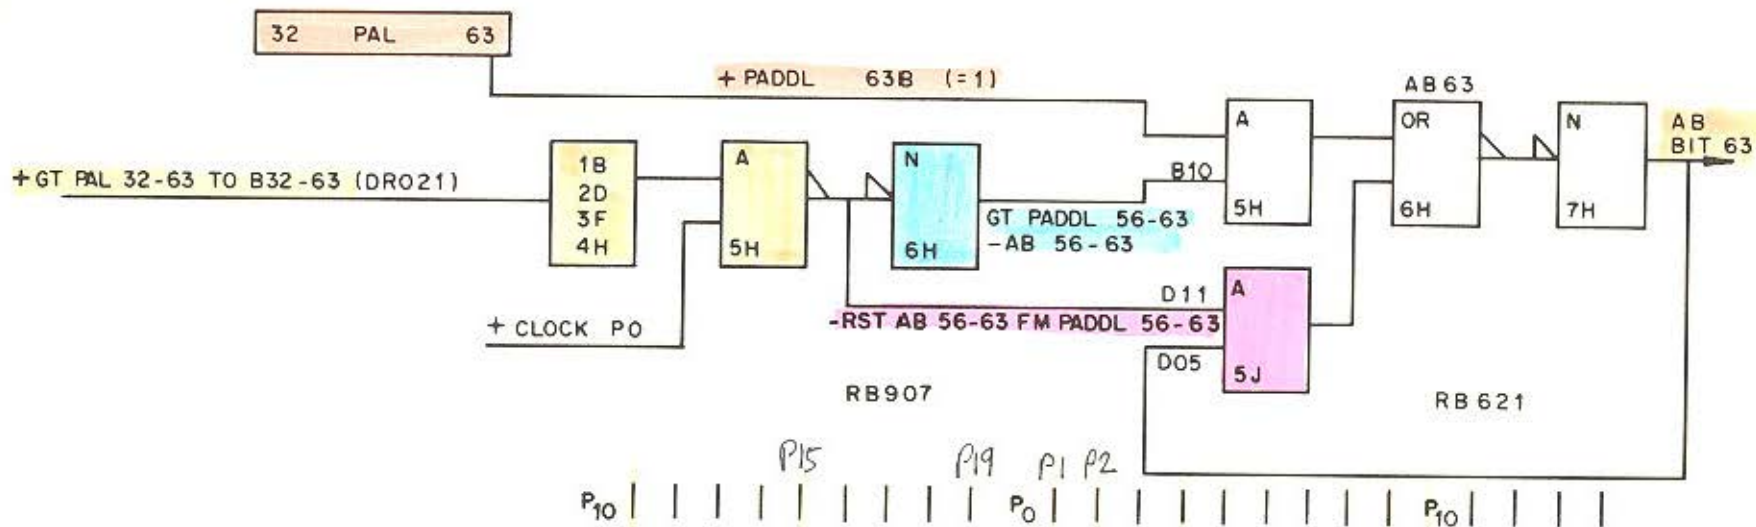 32 PAL 63
+ PADDL 63B (=1)
AB 63
A
OR
N
AB
BIT 63
+GT PAL 32-63 TO B32-63 (DR021)
1B
2D
3F
4H
A
5H
N
6H
B10
5H
6H
7H
GT PADDL 56-63
-AB 56-63
D11
A
-RST AB 56-63 FM PADDL 56-63
+ CLOCK P0
D05
5J
RB907
RB621
P15 P19 P1 P2
P10 P0 P10